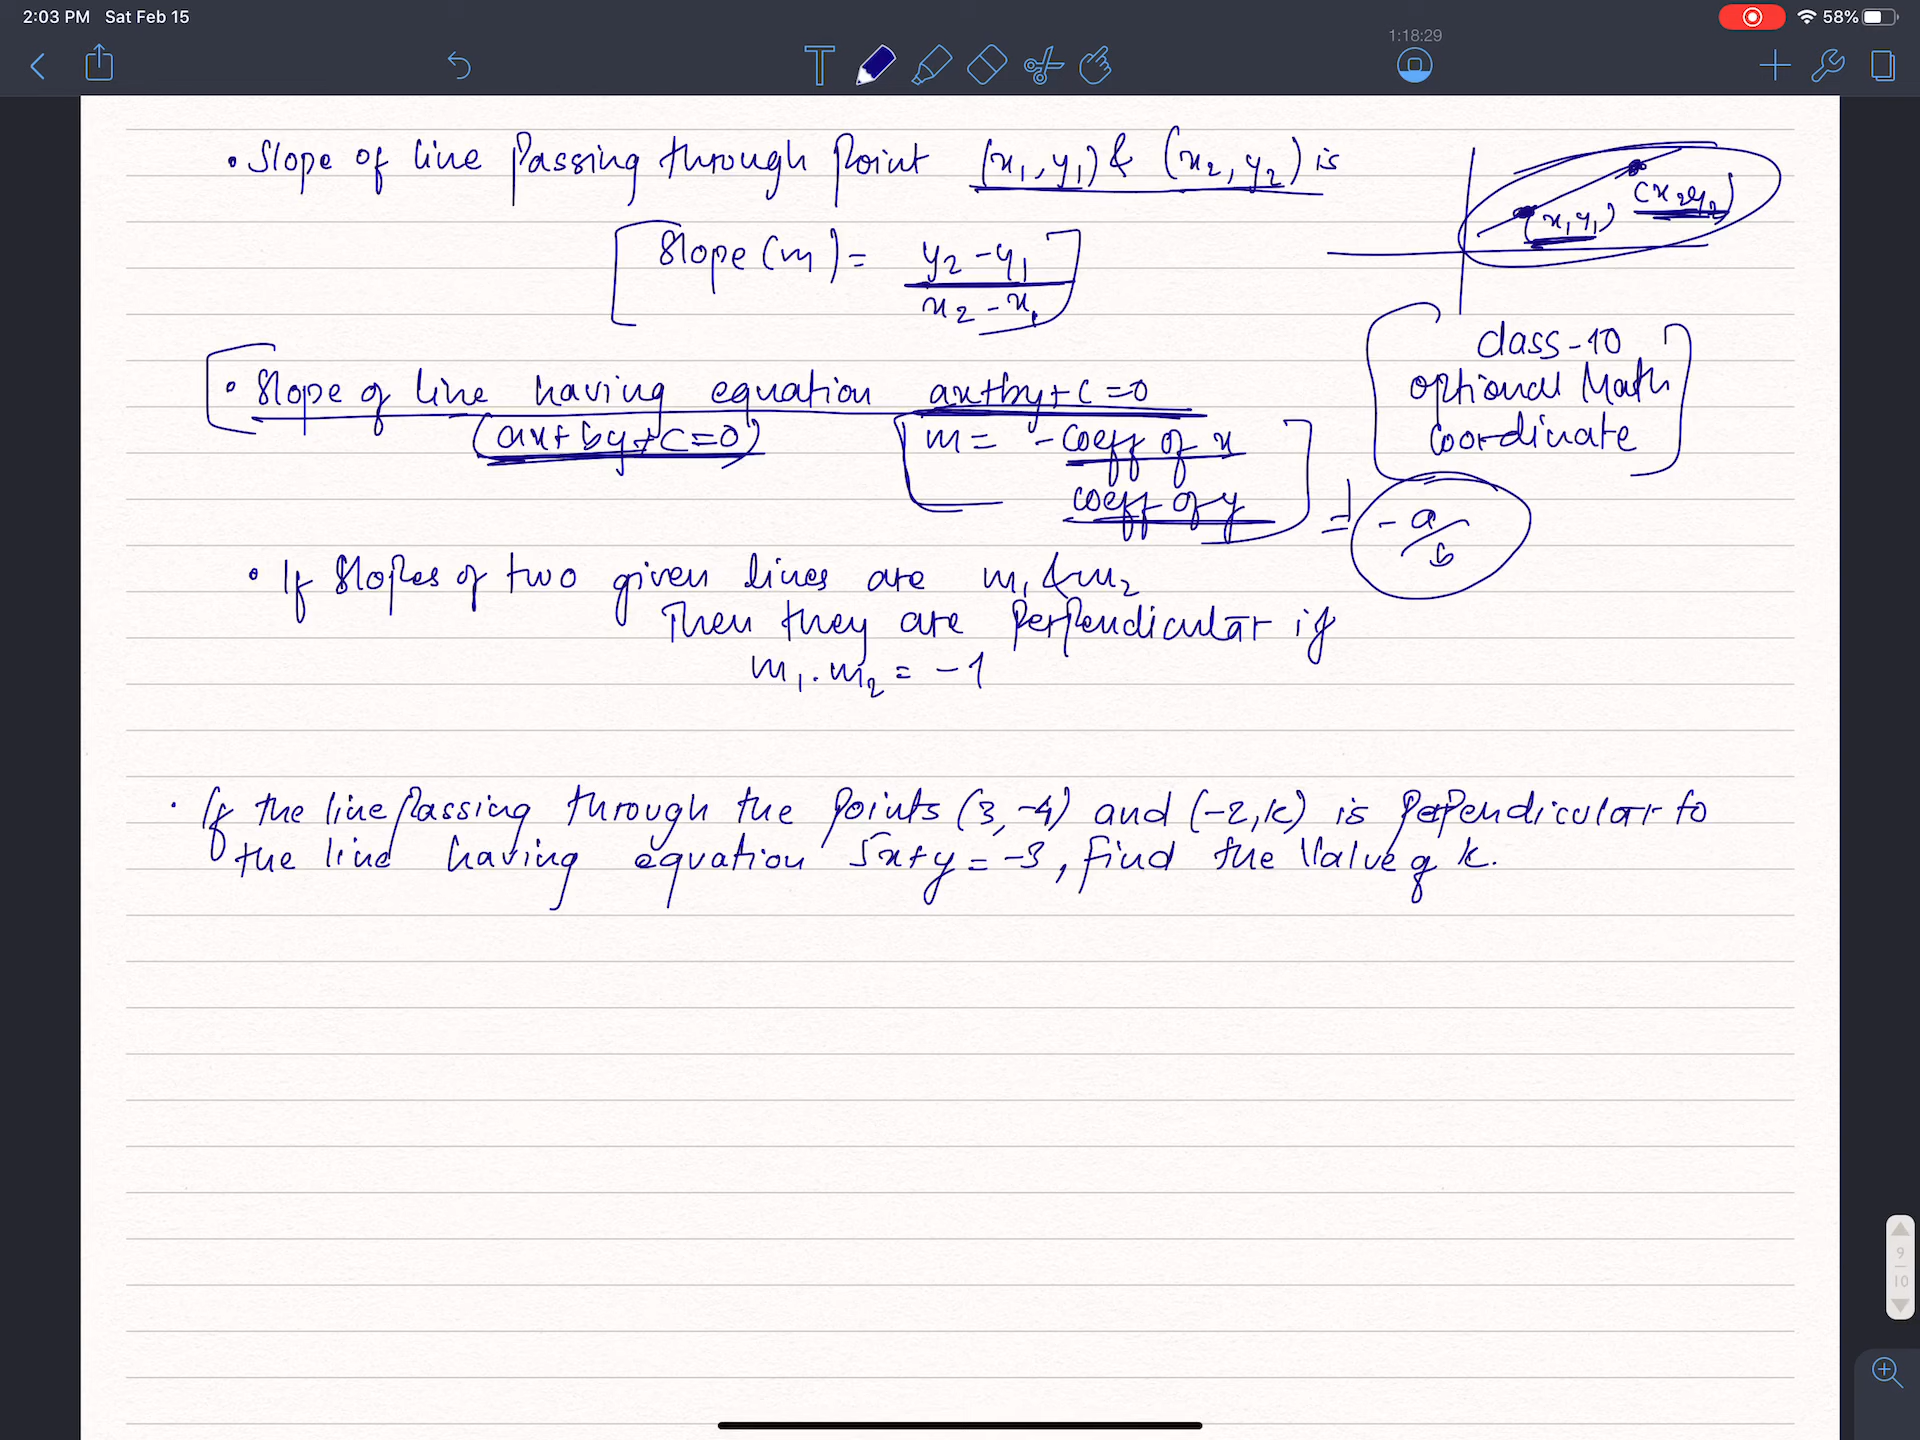 2:03 PM Sat Feb 15
58%
1:18:29
• Slope of line passing through point (x1, y1) & (x2, y2) is
(x1, y1) (x2 y2)
Slope (m) = y2 - y1 / x2 - x1
class - 10
optional Math
Coordinate
• Slope of line having equation ax+by+c=0
(ax+by+c=0) m = - coeff of x / coeff of y = - a/b
• If slopes of two given lines are m1 & m2
Then they are perpendicular if
m1 . m2 = -1
• If the line passing through the points (3, -4) and (-2, k) is perpendicular to
the line having equation 5x+y = -3, find the value of k.
9
10